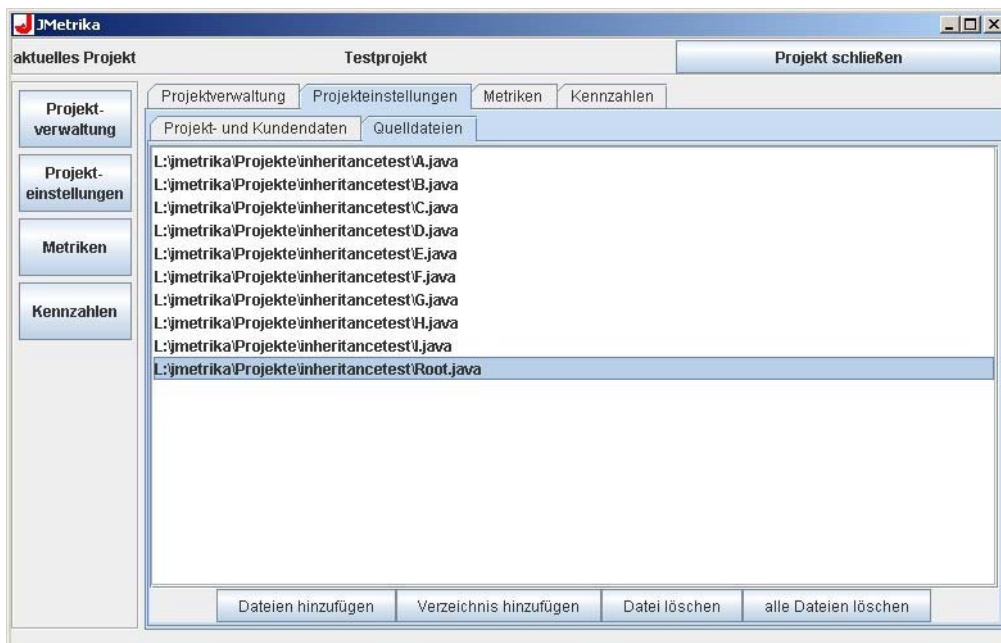 JMetrika
aktuelles Projekt Testprojekt Projekt schließen
Projekt-
verwaltung
Projekt-
einstellungen
Metriken
Kennzahlen
Projektverwaltung Projekteinstellungen Metriken Kennzahlen
Projekt- und Kundendaten Quelldateien
L:\jmetrika\Projekte\inheritancetest\A.java
L:\jmetrika\Projekte\inheritancetest\B.java
L:\jmetrika\Projekte\inheritancetest\C.java
L:\jmetrika\Projekte\inheritancetest\D.java
L:\jmetrika\Projekte\inheritancetest\E.java
L:\jmetrika\Projekte\inheritancetest\F.java
L:\jmetrika\Projekte\inheritancetest\G.java
L:\jmetrika\Projekte\inheritancetest\H.java
L:\jmetrika\Projekte\inheritancetest\I.java
L:\jmetrika\Projekte\inheritancetest\Root.java
Dateien hinzufügen Verzeichnis hinzufügen Datei löschen alle Dateien löschen